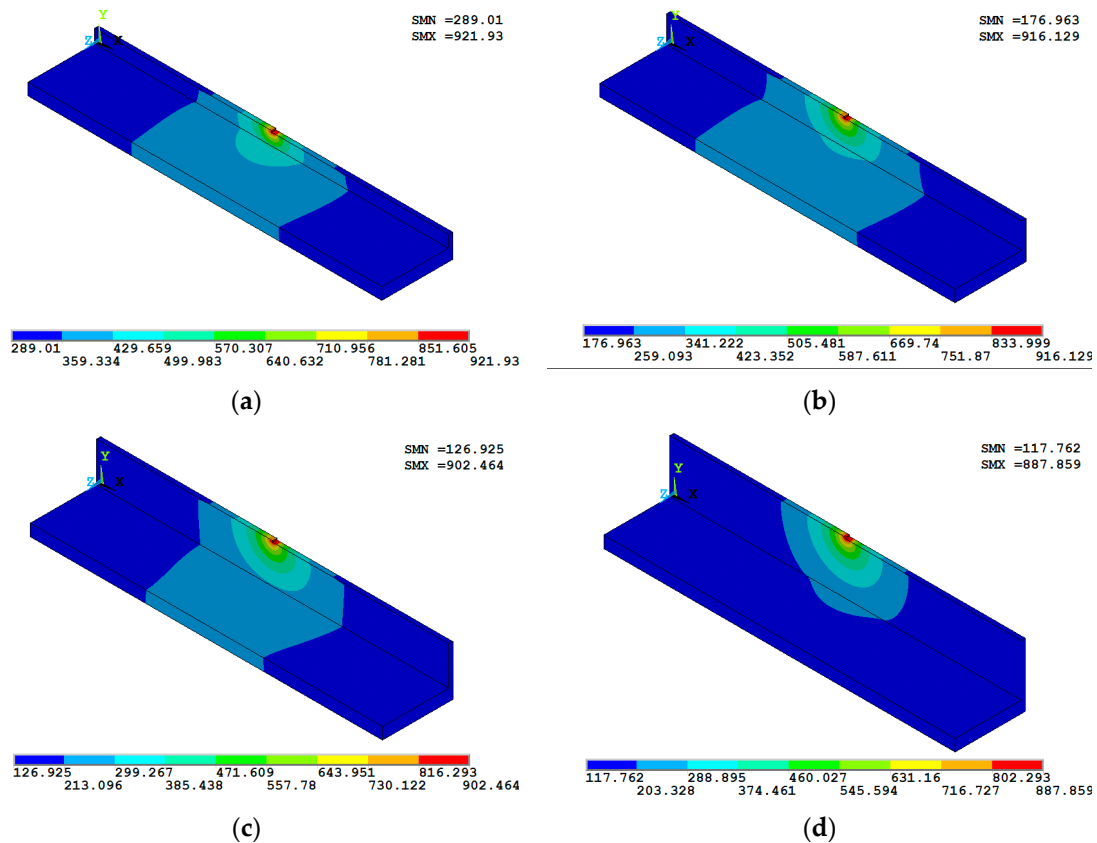 SMN =289.01
SMX =921.93
Y
Z X
289.01 429.659 570.307 710.956 851.605
359.334 499.983 640.632 781.281 921.93
(a)
SMN =176.963
SMX =916.129
Y
Z X
176.963 341.222 505.481 669.74 833.999
259.093 423.352 587.611 751.87 916.129
(b)
SMN =126.925
SMX =902.464
Y
Z X
126.925 299.267 471.609 643.951 816.293
213.096 385.438 557.78 730.122 902.464
(c)
SMN =117.762
SMX =887.859
Y
Z X
117.762 288.895 460.027 631.16 802.293
203.328 374.461 545.594 716.727 887.859
(d)